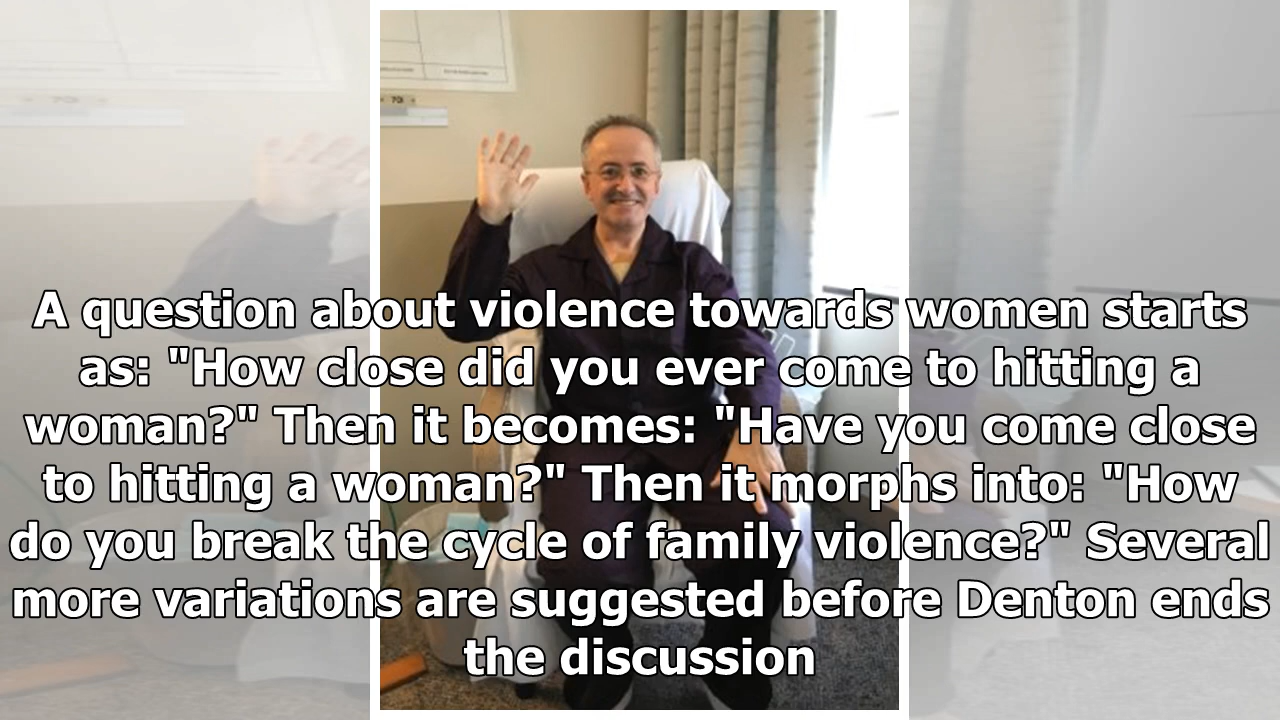 A question about violence towards women starts
as: "How close did you ever come to hitting a
woman?" Then it becomes: "Have you come close
to hitting a woman?" Then it morphs into: "How
do you break the cycle of family violence?" Several
more variations are suggested before Denton ends
the discussion